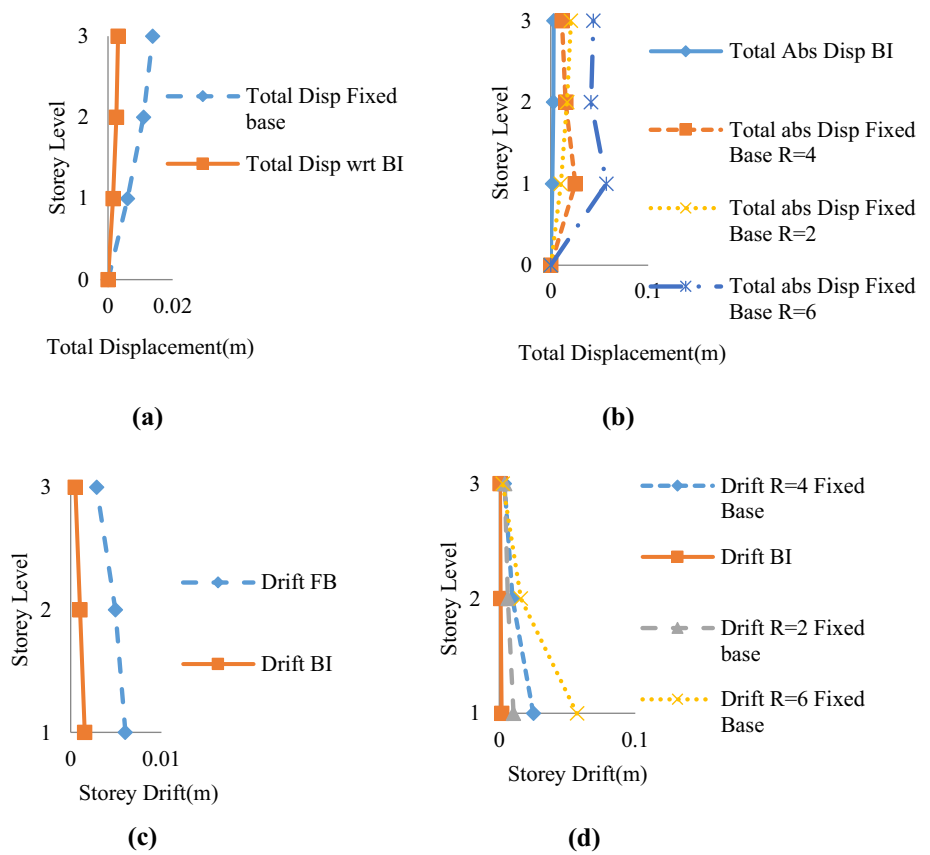 3
2
1
0
Storey Level
0
0.02
Total Displacement(m)
Total Disp Fixed
base
Total Disp wrt BI
(a)
3
2
1
0
Storey Level
0
0.1
Total Displacement(m)
Total Abs Disp BI
Total abs Disp Fixed
Base R=4
Total abs Disp Fixed
Base R=2
Total abs Disp Fixed
Base R=6
(b)
3
2
1
Storey Level
0
0.01
Storey Drift(m)
Drift FB
Drift BI
(c)
3
2
1
Storey Level
0
0.1
Storey Drift(m)
Drift R=4 Fixed
Base
Drift BI
Drift R=2 Fixed
base
Drift R=6 Fixed
Base
(d)